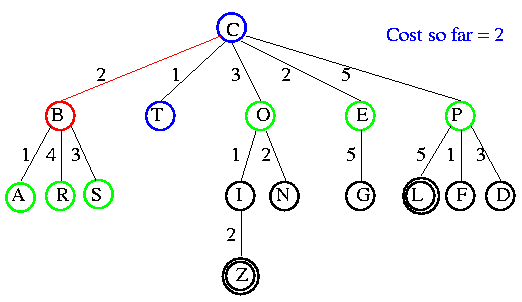 C
Cost so far = 2
2 1 3 2 5
B T O E P
1 4 3 1 2 5 5 1 3
A R S I N G L F D
2
Z